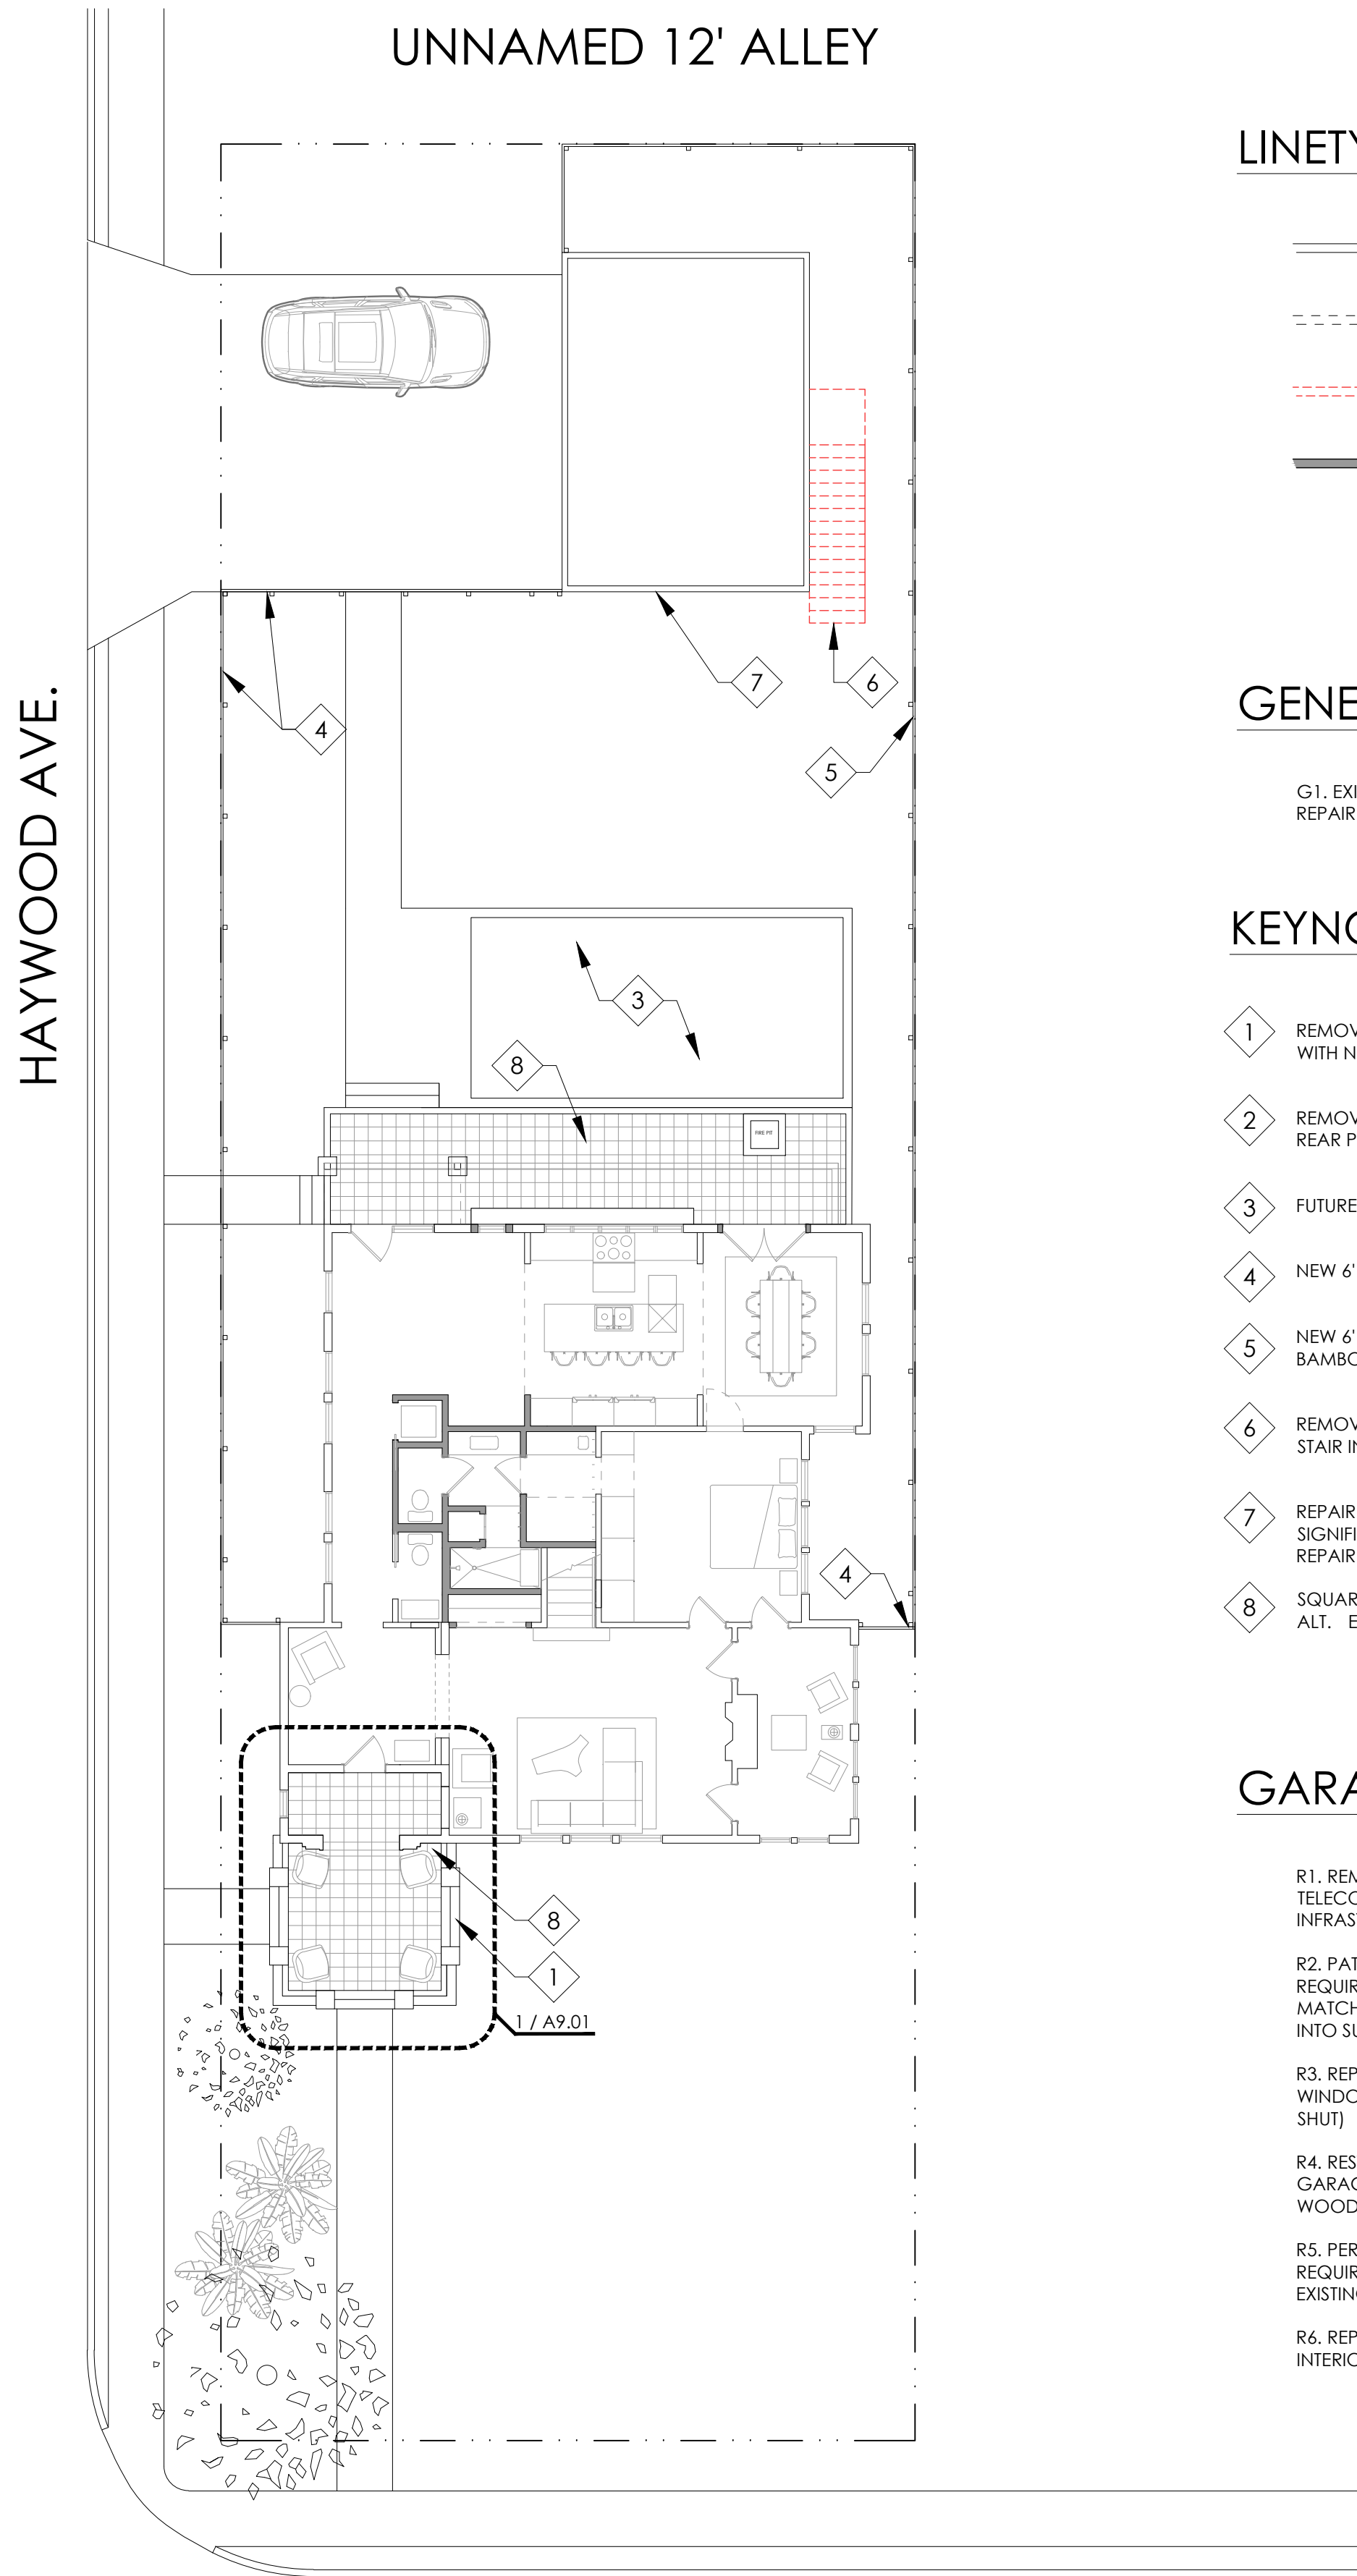 UNNAMED 12' ALLEY
HAYWOOD AVE.
7
6
4
5
3
8
FIRE PIT
4
8
1
1 / A9.01
LINETY
GENE
G1. EXI
REPAIR
KEYNO
1 REMOV
WITH N
2 REMOV
REAR P
3 FUTURE
4 NEW 6'
5 NEW 6'
BAMBO
6 REMOV
STAIR IN
7 REPAIR
SIGNIFI
REPAIR
8 SQUAR
ALT. E
GARA
R1. REM
TELECO
INFRAS
R2. PAT
REQUIR
MATCH
INTO SU
R3. REP
WINDO
SHUT)
R4. RES
GARAG
WOOD
R5. PER
REQUIR
EXISTIN
R6. REP
INTERIO